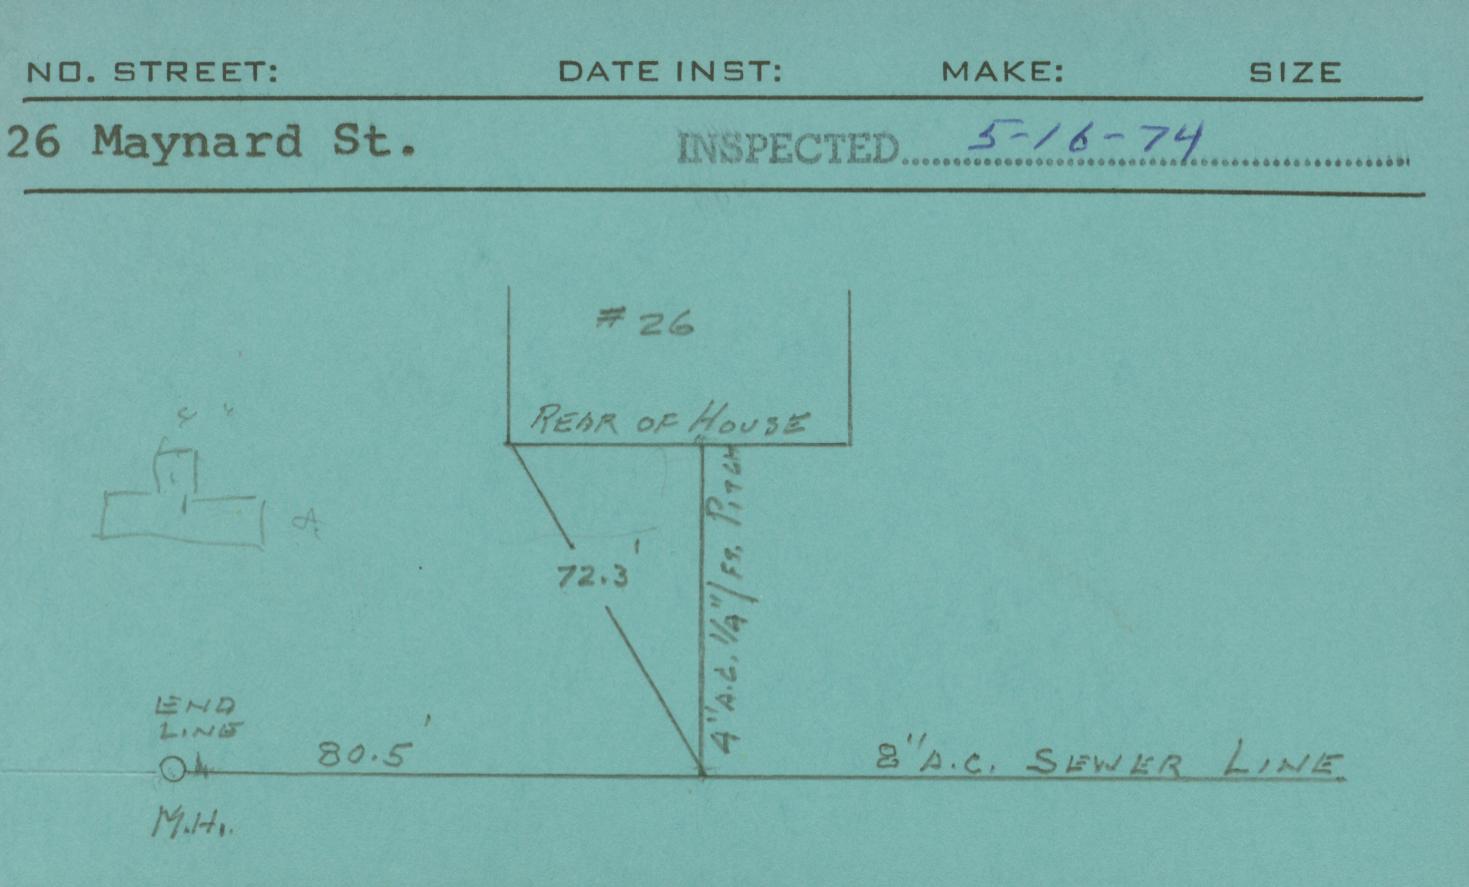 NO. STREET: DATE INST: MAKE: SIZE
26 Maynard St. INSPECTED 5-16-74
# 26
REAR OF HOUSE
4" A.C. 1/4"/FT. PITCH
72.3'
END
LINE
80.5'
8" A.C. SEWER LINE
M.H.